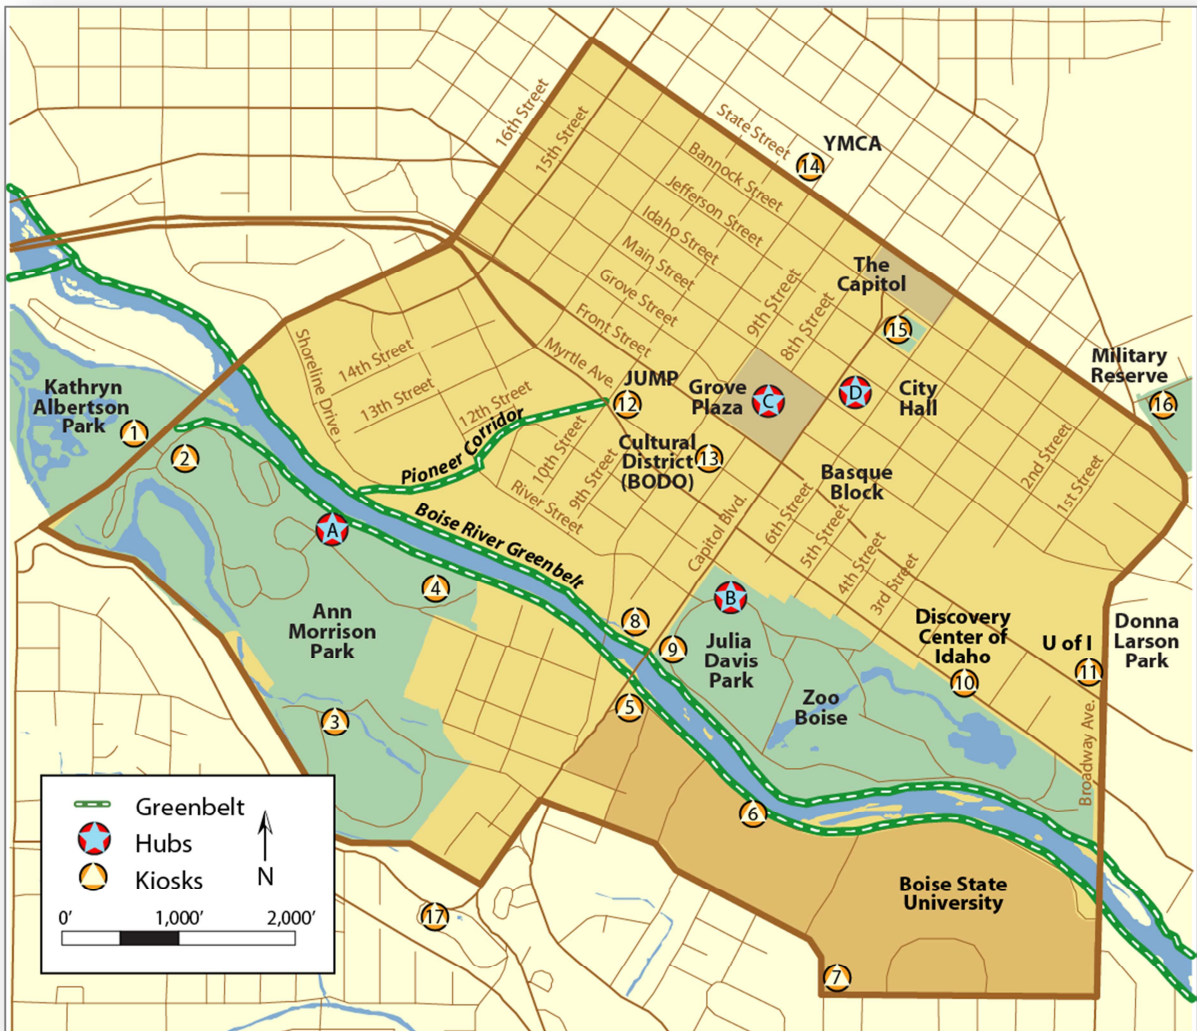 16th Street
15th Street
State Street
YMCA
14
Bannock Street
Jefferson Street
Idaho Street
Main Street
Grove Street
Front Street
Myrtle Ave.
9th Street
8th Street
The
Capitol
15
Military
Reserve
16
Kathryn
Albertson
Park
1
2
Shoreline Drive
14th Street
13th Street
12th Street
Pioneer Corridor
JUMP
12
Grove
Plaza
C
D
City
Hall
Cultural
District
(BODO)
13
10th Street
9th Street
River Street
Basque
Block
2nd Street
1st Street
Capitol Blvd.
6th Street
5th Street
4th Street
3rd Street
A
Boise River Greenbelt
4
Ann
Morrison
Park
3
8
9
5
B
Julia
Davis
Park
Zoo
Boise
Discovery
Center of
Idaho
10
U of I
11
Donna
Larson
Park
Broadway Ave.
6
Boise State
University
7
17
Greenbelt
Hubs
Kiosks
N
0' 1,000' 2,000'